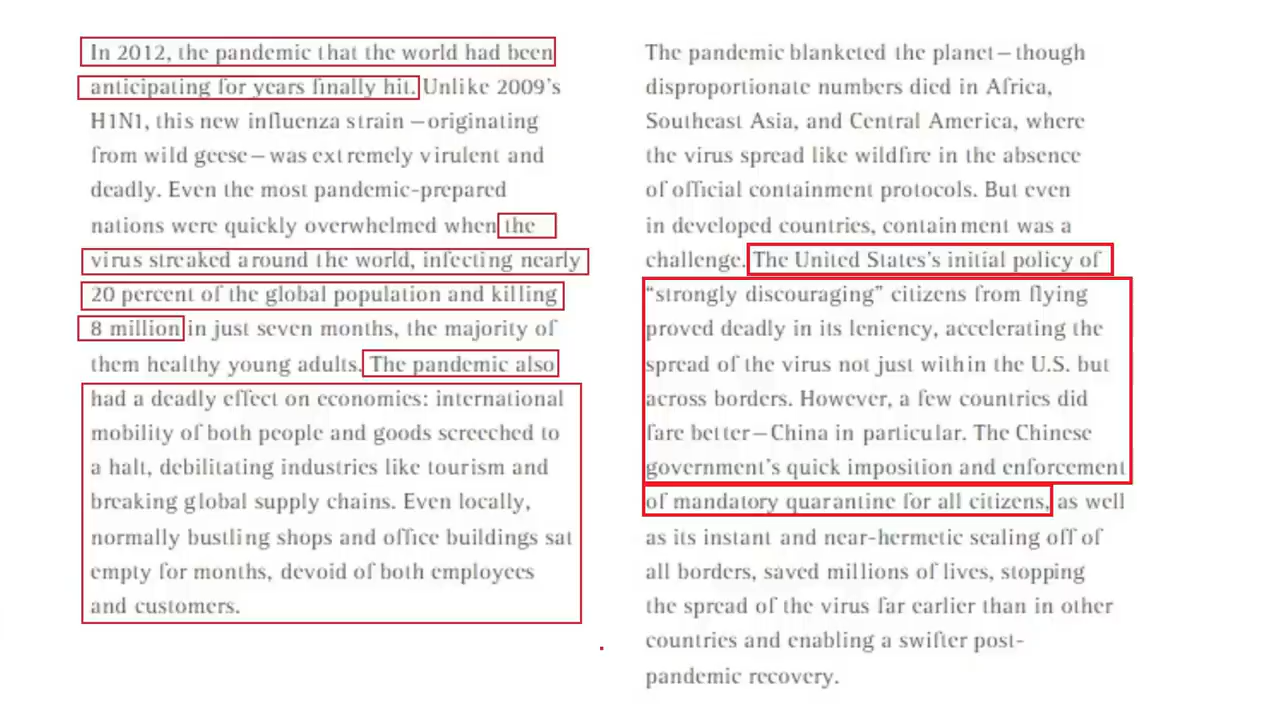 In 2012, the pandemic that the world had been
anticipating for years finally hit. Unlike 2009's
H1N1, this new influenza strain—originating
from wild geese—was extremely virulent and
deadly. Even the most pandemic-prepared
nations were quickly overwhelmed when the
virus streaked around the world, infecting nearly
20 percent of the global population and killing
8 million in just seven months, the majority of
them healthy young adults. The pandemic also
had a deadly effect on economies: international
mobility of both people and goods screeched to
a halt, debilitating industries like tourism and
breaking global supply chains. Even locally,
normally bustling shops and office buildings sat
empty for months, devoid of both employees
and customers.
The pandemic blanketed the planet—though
disproportionate numbers died in Africa,
Southeast Asia, and Central America, where
the virus spread like wildfire in the absence
of official containment protocols. But even
in developed countries, containment was a
challenge. The United States's initial policy of
“strongly discouraging” citizens from flying
proved deadly in its leniency, accelerating the
spread of the virus not just within the U.S. but
across borders. However, a few countries did
fare better—China in particular. The Chinese
government's quick imposition and enforcement
of mandatory quarantine for all citizens, as well
as its instant and near-hermetic sealing off of
all borders, saved millions of lives, stopping
the spread of the virus far earlier than in other
countries and enabling a swifter post-
pandemic recovery.